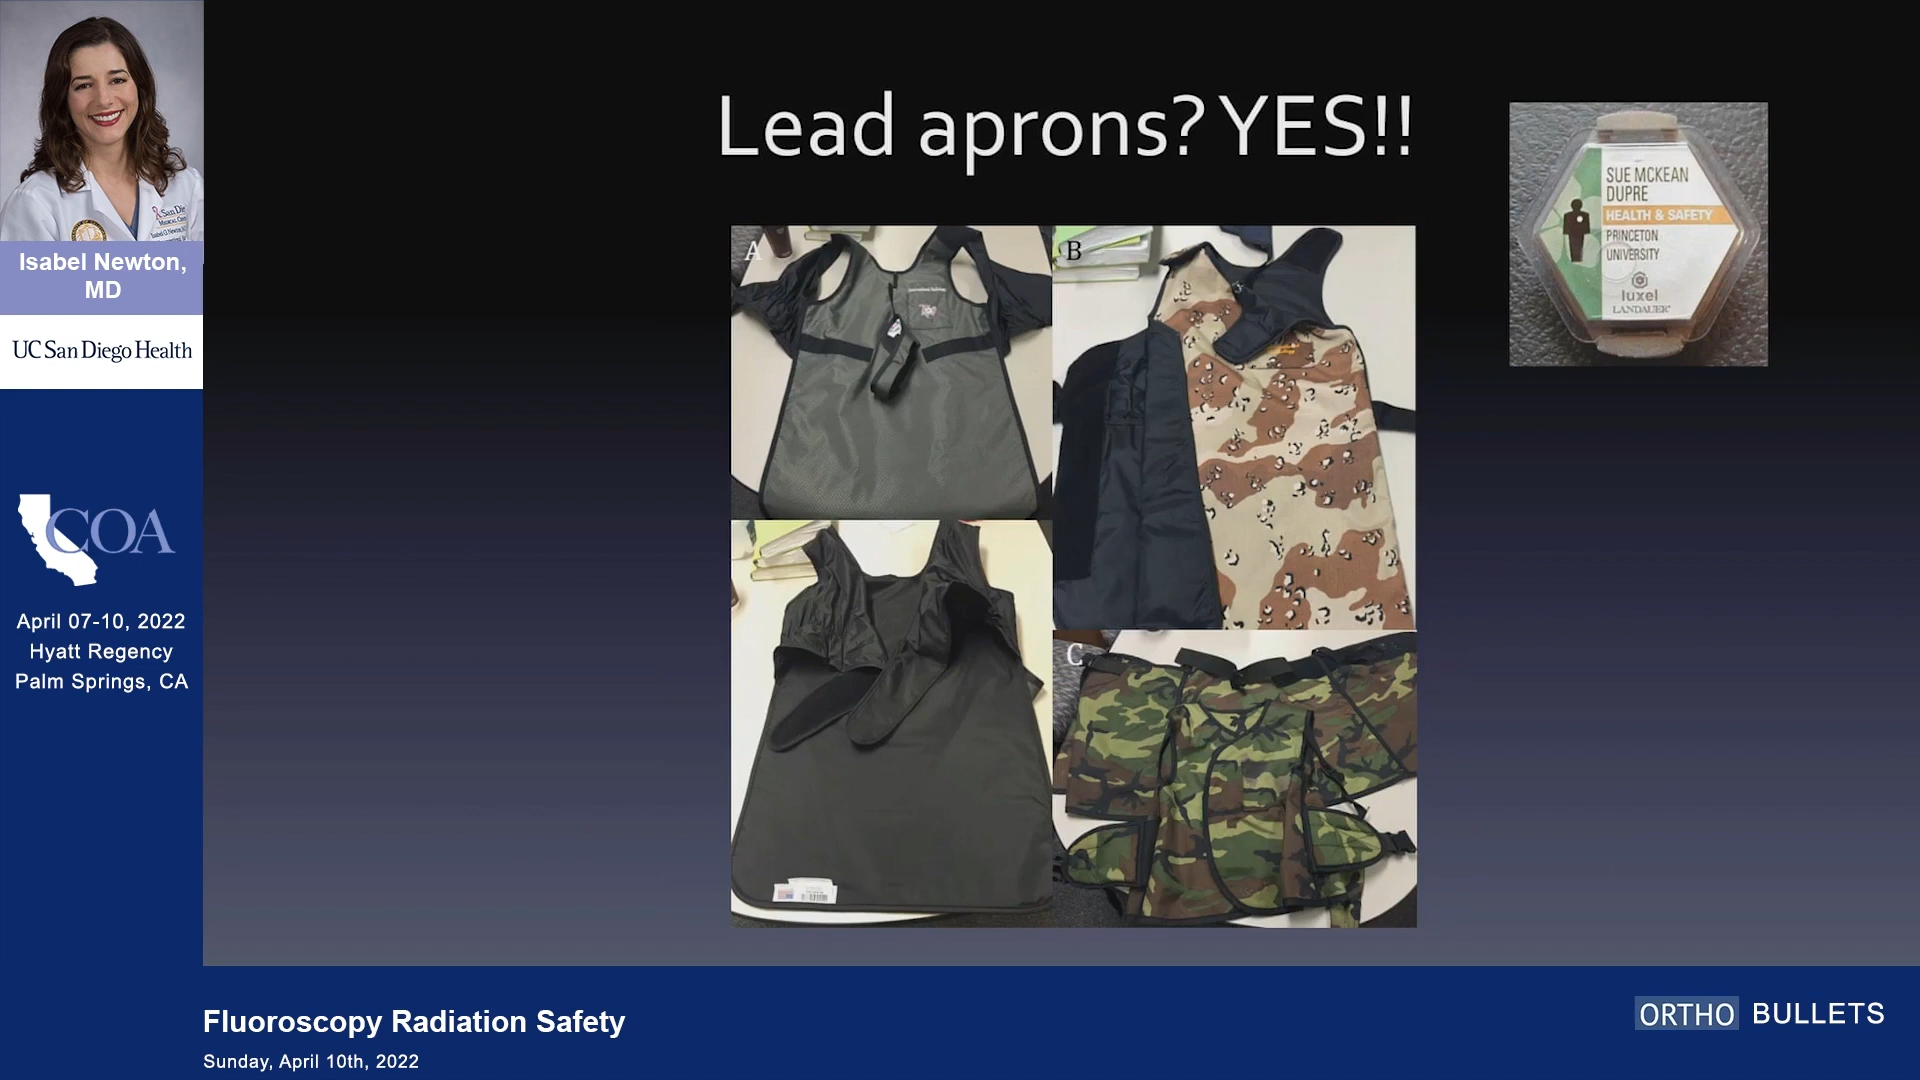 Isabel Newton,
MD
UC San Diego Health
COA
April 07-10, 2022
Hyatt Regency
Palm Springs, CA
Lead aprons? YES!!
A
B
C
SUE MCKEAN
DUPRE
HEALTH & SAFETY
PRINCETON
UNIVERSITY
luxel
LANDAUER
Fluoroscopy Radiation Safety
Sunday, April 10th, 2022
ORTHO BULLETS